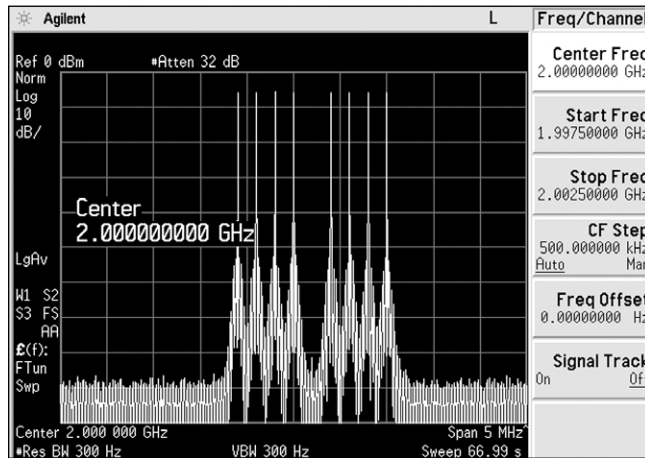 Agilent L Freq/Channel
Ref 0 dBm #Atten 32 dB
Norm
Log
10
dB/
Center
2.000000000 GHz
LgAv
W1 S2
S3 FS
AA
£(f):
FTun
Swp
Center 2.000 000 GHz Span 5 MHz^
#Res BW 300 Hz VBW 300 Hz Sweep 66.99 s
Center Freq
2.00000000 GHz
Start Freq
1.99750000 GHz
Stop Freq
2.00250000 GHz
CF Step
500.000000 kHz
Auto Man
Freq Offset
0.00000000 Hz
Signal Track
On Off